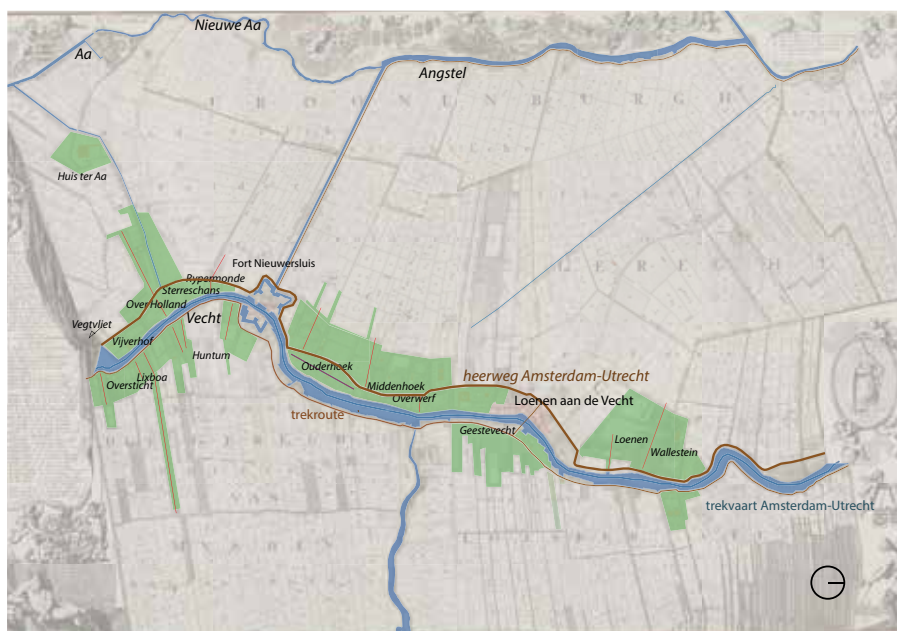 Nieuwe Aa
Aa
Angstel
Huis ter Aa
Fort Nieuwersluis
Rypermonde
Sterreschans
Over Holland
Vegtvliet
Vecht
Vijverhof
Huntum
Lixboa
Oversticht
Ouderhoek
Middenhoek
Overwerf
heerweg Amsterdam-Utrecht
Loenen aan de Vecht
trekroute
Geestevecht
Loenen
Wallestein
trekvaart Amsterdam-Utrecht